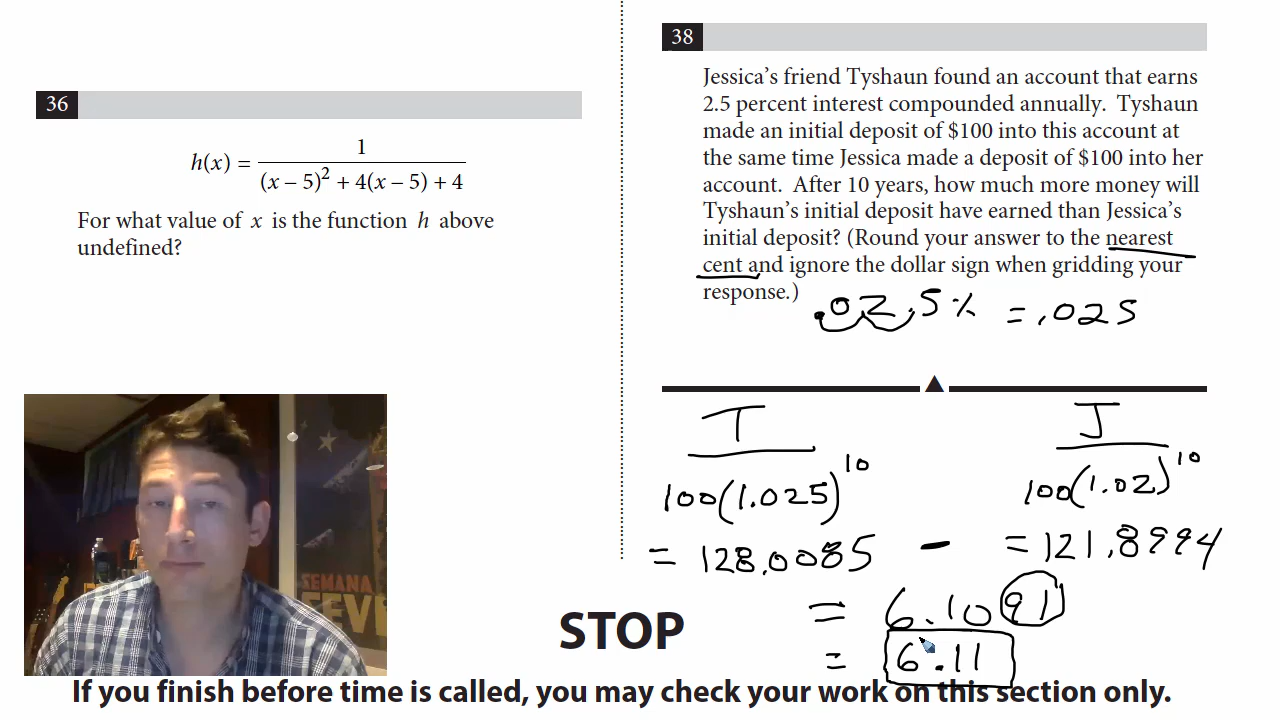 36
h(x) = 1 / (x – 5)² + 4(x – 5) + 4
For what value of x is the function h above
undefined?
38
Jessica’s friend Tyshaun found an account that earns
2.5 percent interest compounded annually. Tyshaun
made an initial deposit of $100 into this account at
the same time Jessica made a deposit of $100 into her
account. After 10 years, how much more money will
Tyshaun’s initial deposit have earned than Jessica’s
initial deposit? (Round your answer to the nearest
cent and ignore the dollar sign when gridding your
response.)
.02.5% = .025
T J
100(1.025)¹⁰ 100(1.02)¹⁰
= 128.0085 - = 121.8994
= 6.1091
= 6.11
SEMANA
STOP
If you finish before time is called, you may check your work on this section only.